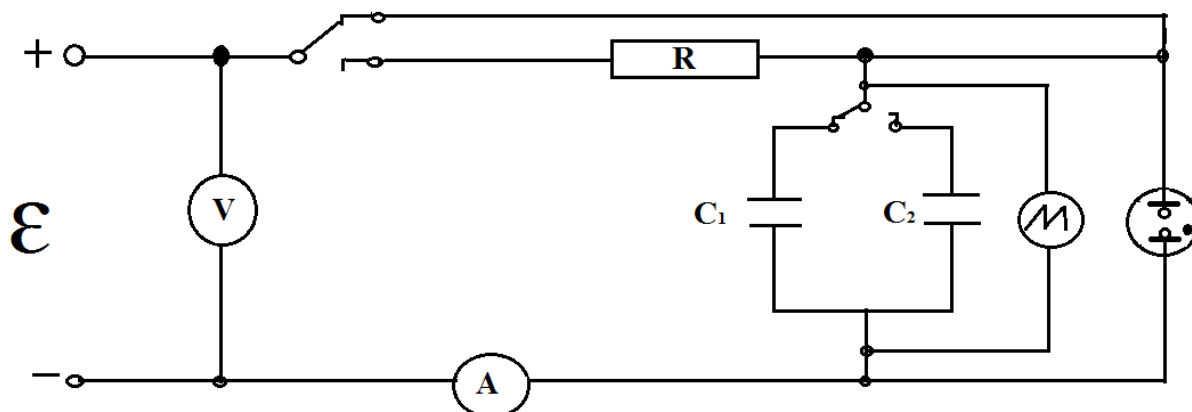 +
R
ℇ
V
C₁
C₂
−
A